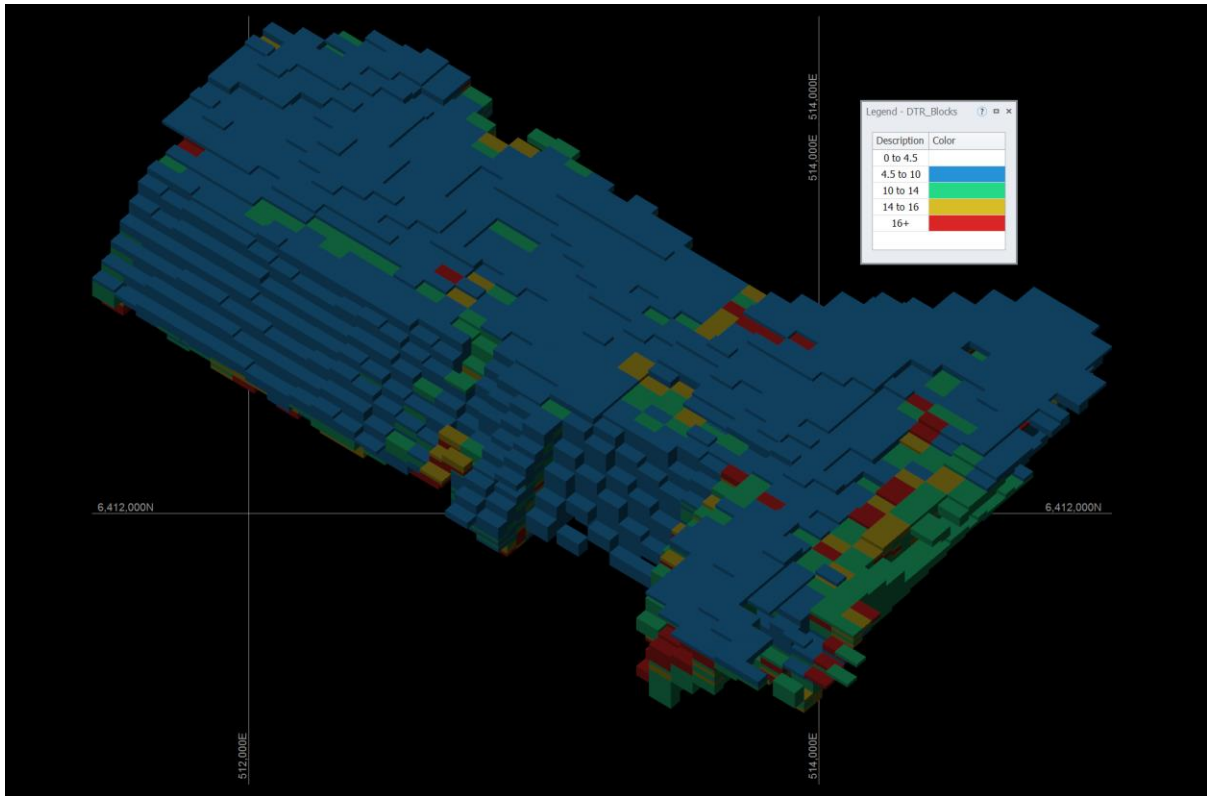 514,000E
514,000E
Legend - DTR_Blocks
Description Color
0 to 4.5
4.5 to 10
10 to 14
14 to 16
16+
6,412,000N
6,412,000N
512,000E
514,000E